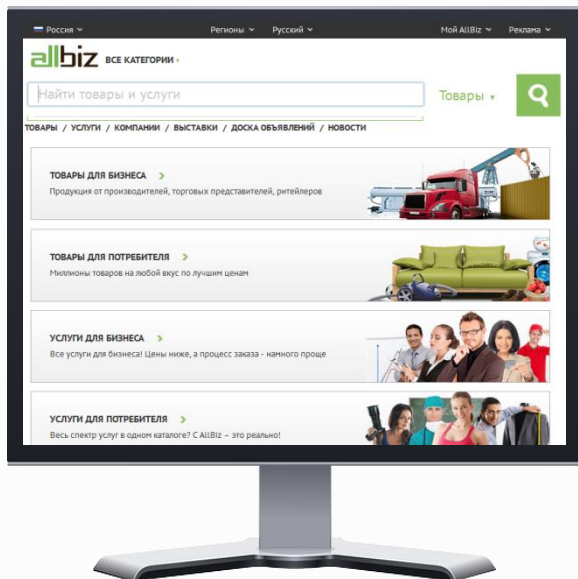 Россия Регионы Русский Мой AllBiz Реклама
allbiz ВСЕ КАТЕГОРИИ
Найти товары и услуги Товары
ТОВАРЫ / УСЛУГИ / КОМПАНИИ / ВЫСТАВКИ / ДОСКА ОБЪЯВЛЕНИЙ / НОВОСТИ
ТОВАРЫ ДЛЯ БИЗНЕСА
Продукция от производителей, торговых представителей, ритейлеров
ТОВАРЫ ДЛЯ ПОТРЕБИТЕЛЯ
Миллионы товаров на любой вкус по лучшим ценам
УСЛУГИ ДЛЯ БИЗНЕСА
Все услуги для бизнеса! Цены ниже, а процесс заказа - намного проще
УСЛУГИ ДЛЯ ПОТРЕБИТЕЛЯ
Весь спектр услуг в одном каталоге? С AllBiz – это реально!